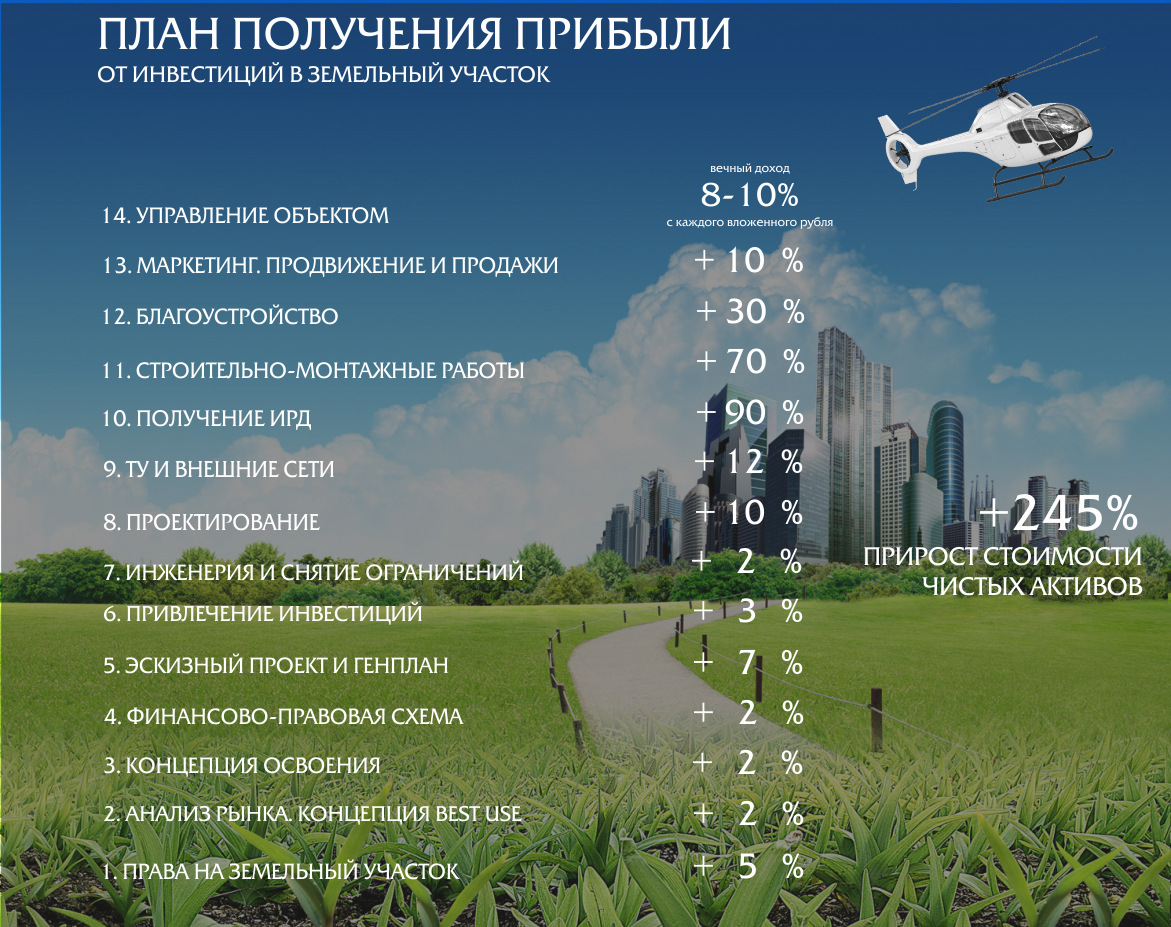 ПЛАН ПОЛУЧЕНИЯ ПРИБЫЛИ
ОТ ИНВЕСТИЦИЙ В ЗЕМЕЛЬНЫЙ УЧАСТОК
вечный доход
8-10%
с каждого вложенного рубля
14. УПРАВЛЕНИЕ ОБЪЕКТОМ
13. МАРКЕТИНГ. ПРОДВИЖЕНИЕ И ПРОДАЖИ + 10 %
12. БЛАГОУСТРОЙСТВО + 30 %
11. СТРОИТЕЛЬНО-МОНТАЖНЫЕ РАБОТЫ + 70 %
10. ПОЛУЧЕНИЕ ИРД + 90 %
9. ТУ И ВНЕШНИЕ СЕТИ + 12 %
8. ПРОЕКТИРОВАНИЕ + 10 %
+245%
ПРИРОСТ СТОИМОСТИ
ЧИСТЫХ АКТИВОВ
7. ИНЖЕНЕРИЯ И СНЯТИЕ ОГРАНИЧЕНИЙ + 2 %
6. ПРИВЛЕЧЕНИЕ ИНВЕСТИЦИЙ + 3 %
5. ЭСКИЗНЫЙ ПРОЕКТ И ГЕНПЛАН + 7 %
4. ФИНАНСОВО-ПРАВОВАЯ СХЕМА + 2 %
3. КОНЦЕПЦИЯ ОСВОЕНИЯ + 2 %
2. АНАЛИЗ РЫНКА. КОНЦЕПЦИЯ BEST USE + 2 %
1. ПРАВА НА ЗЕМЕЛЬНЫЙ УЧАСТОК + 5 %